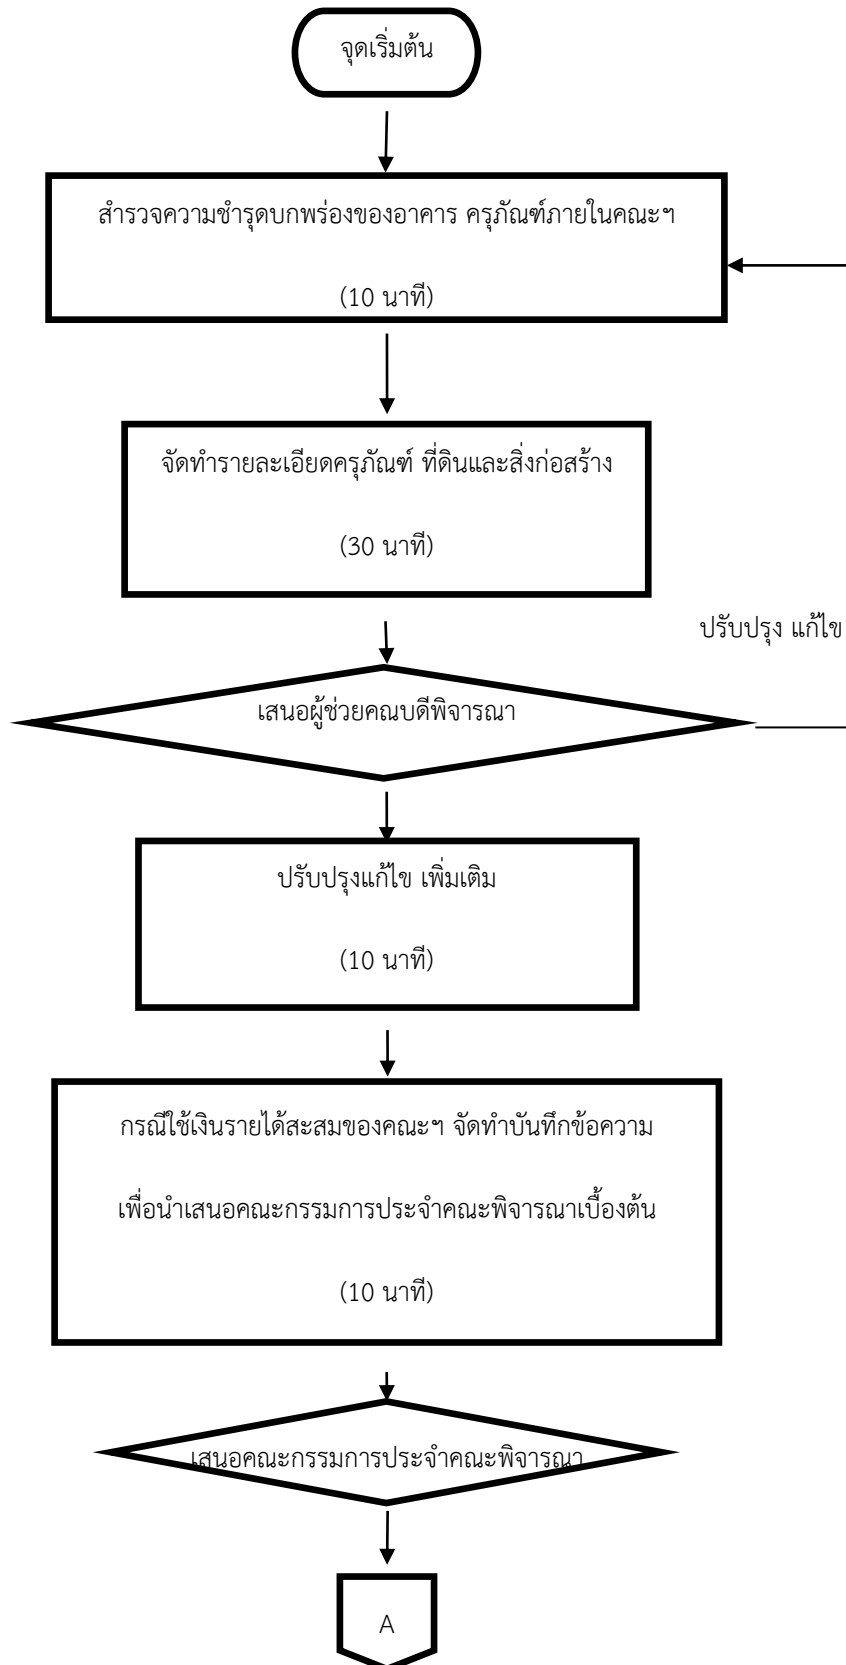 จุดเริ่มต้น
สำรวจความชำรุดบกพร่องของอาคาร ครุภัณฑ์ภายในคณะฯ
(10 นาที)
จัดทำรายละเอียดครุภัณฑ์ ที่ดินและสิ่งก่อสร้าง
(30 นาที)
ปรับปรุง แก้ไข
เสนอผู้ช่วยคณบดีพิจารณา
ปรับปรุงแก้ไข เพิ่มเติม
(10 นาที)
กรณีใช้เงินรายได้สะสมของคณะฯ จัดทำบันทึกข้อความ
เพื่อนำเสนอคณะกรรมการประจำคณะพิจารณาเบื้องต้น
(10 นาที)
เสนอคณะกรรมการประจำคณะพิจารณา
A